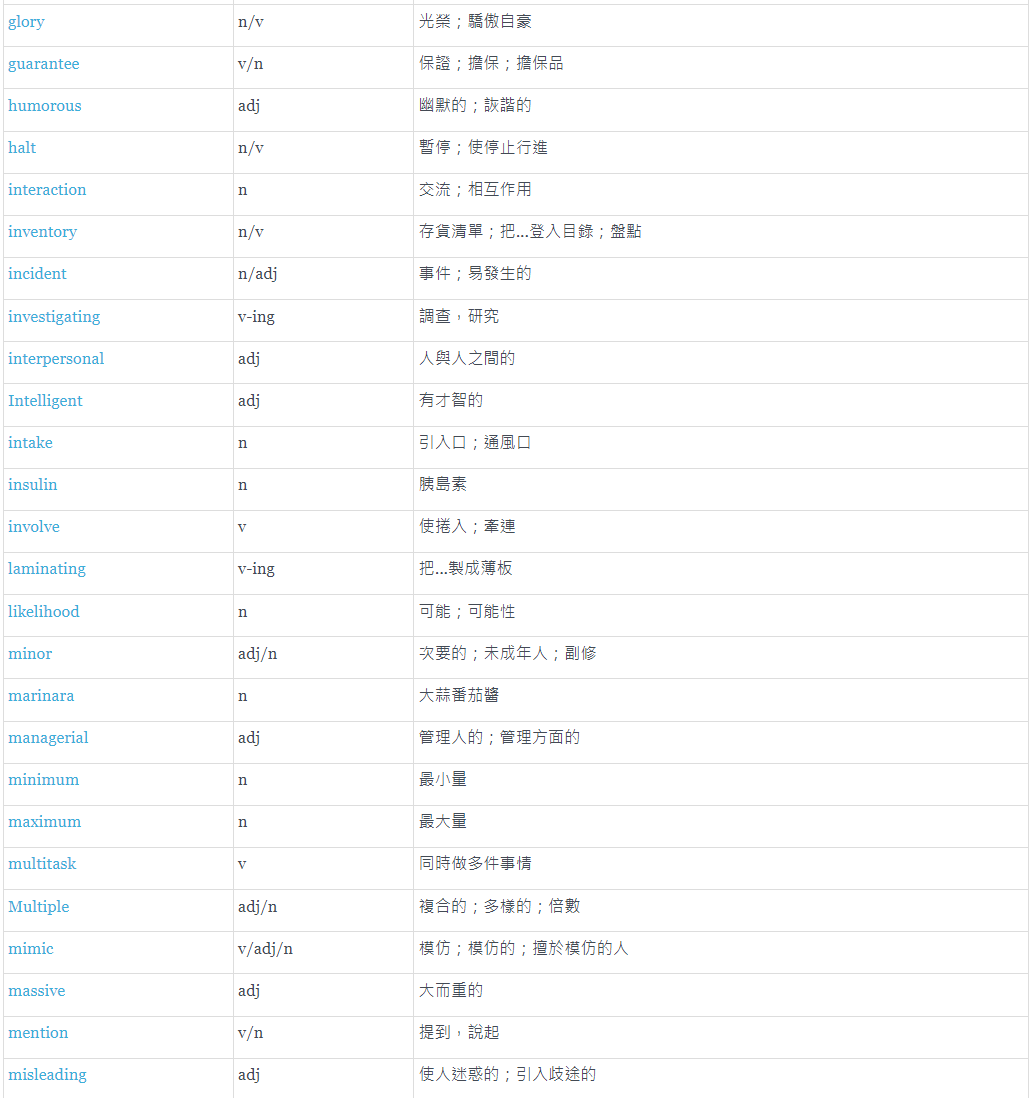 glory n/v 光榮；驕傲自豪
guarantee v/n 保證；擔保；擔保品
humorous adj 幽默的；詼諧的
halt n/v 暫停；使停止行進
interaction n 交流；相互作用
inventory n/v 存貨清單；把...登入目錄；盤點
incident n/adj 事件；易發生的
investigating v-ing 調查，研究
interpersonal adj 人與人之間的
Intelligent adj 有才智的
intake n 引入口；通風口
insulin n 胰島素
involve v 使捲入；牽連
laminating v-ing 把...製成薄板
likelihood n 可能；可能性
minor adj/n 次要的；未成年人；副修
marinara n 大蒜番茄醬
managerial adj 管理人的；管理方面的
minimum n 最小量
maximum n 最大量
multitask v 同時做多件事情
Multiple adj/n 複合的；多樣的；倍數
mimic v/adj/n 模仿；模仿的；擅於模仿的人
massive adj 大而重的
mention v/n 提到，說起
misleading adj 使人迷惑的；引入歧途的